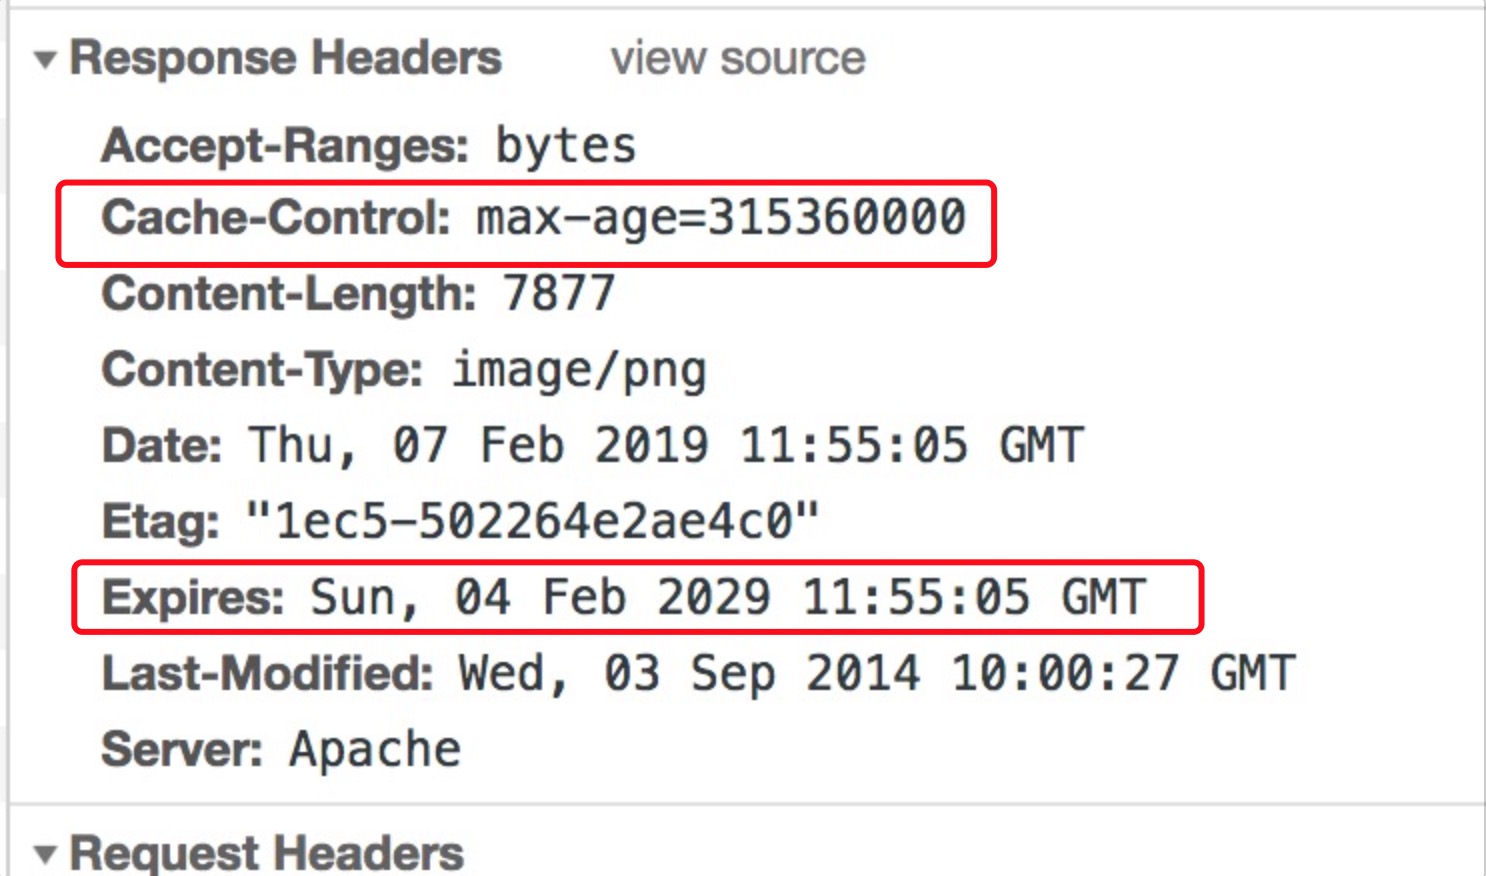 Response Headers view source
Accept-Ranges: bytes
Cache-Control: max-age=315360000
Content-Length: 7877
Content-Type: image/png
Date: Thu, 07 Feb 2019 11:55:05 GMT
Etag: "1ec5-502264e2ae4c0"
Expires: Sun, 04 Feb 2029 11:55:05 GMT
Last-Modified: Wed, 03 Sep 2014 10:00:27 GMT
Server: Apache
Request Headers